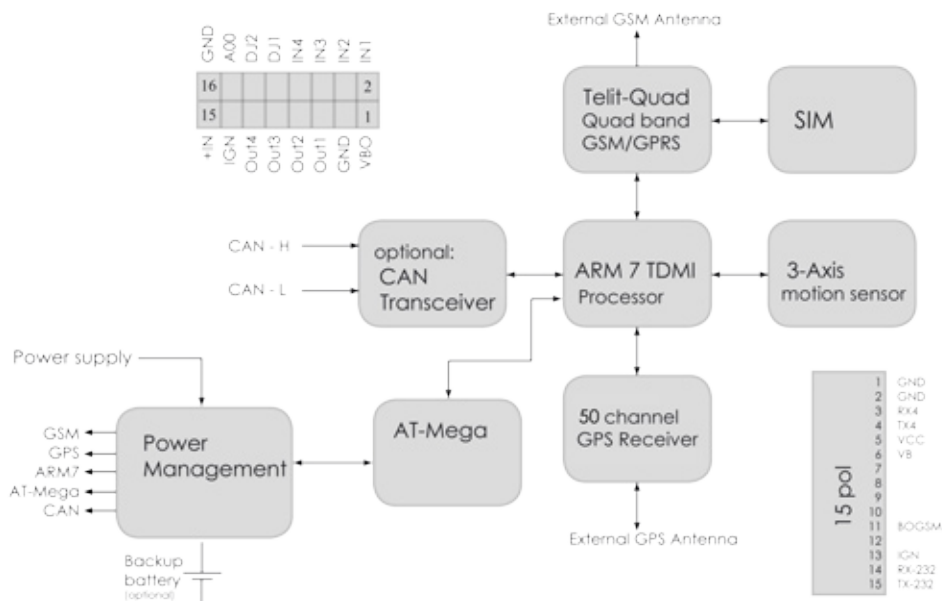 External GSM Antenna
GND
A00
DJ2
DJ1
IN4
IN3
IN2
IN1
16
2
15
1
+IN
IGN
Out4
Out3
Out2
Out1
GND
VBO
Telit-Quad
Quad band
GSM/GPRS
SIM
CAN - H
CAN - L
optional:
CAN
Transceiver
ARM 7 TDMI
Processor
3-Axis
motion sensor
Power supply
GSM
GPS
ARM7
AT-Mega
CAN
Power
Management
AT-Mega
50 channel
GPS Receiver
External GPS Antenna
Backup
battery
(optional)
15 pol
1 GND
2 GND
3 RX4
4 TX4
5 VCC
6 VB
7
8
9
10
11 BOGSM
12
13 IGN
14 RX-232
15 TX-232